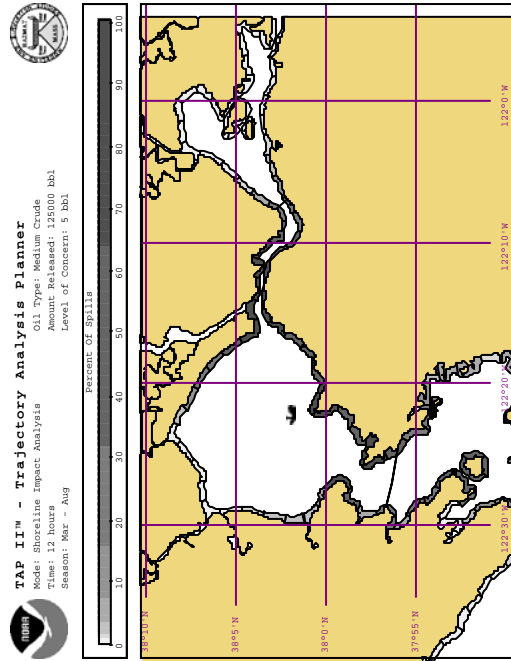 TAP II™ - Trajectory Analysis Planner
Mode: Shoreline Impact Analysis Oil Type: Medium Crude
Time: 12 hours Amount Released: 125000 bbl
Season: Mar - Aug Level of Concern: 5 bbl
Percent Of Spills
0 10 20 30 40 50 60 70 80 90 100
38°10'N
38°5'N
38°0'N
37°55'N
122°30'W 122°20'W 122°10'W 122°0'W
NOAA